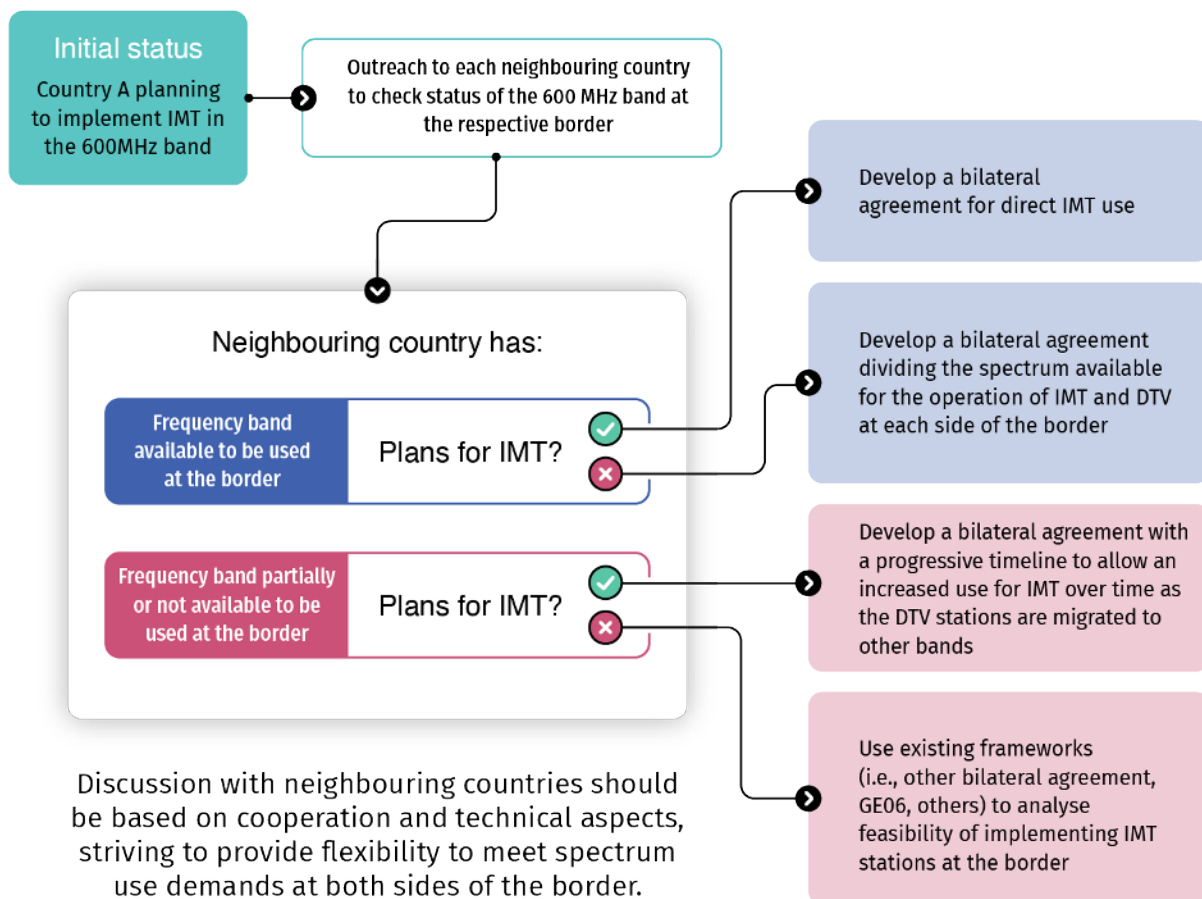 Initial status
Country A planning
to implement IMT in
the 600MHz band
Outreach to each neighbouring country
to check status of the 600 MHz band at
the respective border
Neighbouring country has:
Frequency band
available to be used
at the border
Plans for IMT?
Frequency band partially
or not available to be
used at the border
Plans for IMT?
Develop a bilateral
agreement for direct IMT use
Develop a bilateral agreement
dividing the spectrum available
for the operation of IMT and DTV
at each side of the border
Develop a bilateral agreement with
a progressive timeline to allow an
increased use for IMT over time as
the DTV stations are migrated to
other bands
Use existing frameworks
(i.e., other bilateral agreement,
GE06, others) to analyse
feasibility of implementing IMT
stations at the border
Discussion with neighbouring countries should
be based on cooperation and technical aspects,
striving to provide flexibility to meet spectrum
use demands at both sides of the border.